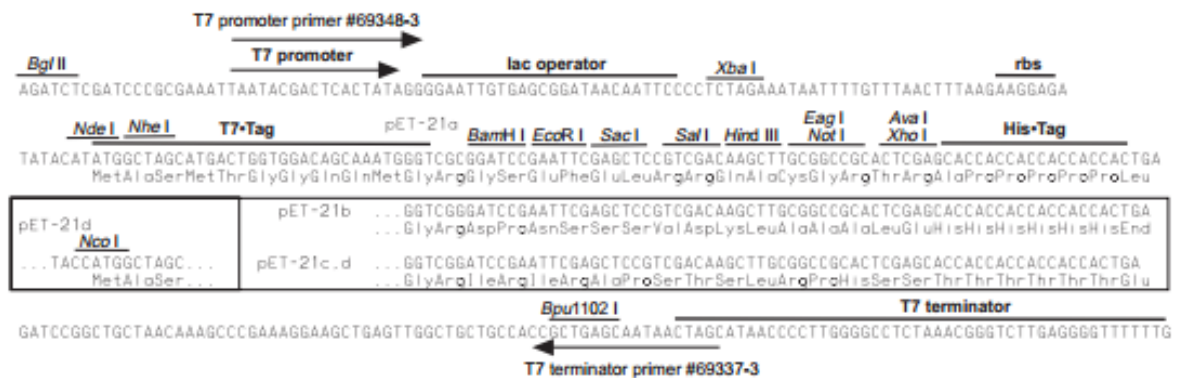 T7 promoter primer #69348-3
Bgl II T7 promoter lac operator Xba I rbs
AGATCTCGATCCCGCGAAATTAATACGACTCACTATAGGGGAATTGTGAGCGGATAACAATTCCCCTCTAGAAATAATTTTGTTTAACTTTAAGAAGGAGA
Nde I Nhe I T7•Tag pET-21a BamH I EcoR I Sac I Sal I Hind III Eag I Not I Ava I Xho I His•Tag
TATACATATGGCTAGCATGACTGGTGGACAGCAAATGGGTCGCGGATCCGAATTCGAGCTCCGTCGACAAGCTTGCGGCCGCACTCGAGCACCACCACCACCACCACTGA
MetAlaSerMetThrGlyGlyGlnGlnMetGlyArgGlySerGluPheGluLeuArgArgGlnAlaCysGlyArgThrArgAlaProProProProProLeu
pET-21b ...GGTCGGGATCCGAATTCGAGCTCCGTCGACAAGCTTGCGGCCGCACTCGAGCACCACCACCACCACCACTGA
...GlyArgAspProAsnSerSerSerValAspLysLeuAlaAlaAlaLeuGluHisHisHisHisHisHisEnd
pET-21d
Nco I
...TACCATGGCTAGC...
MetAlaSer...
pET-21c.d ...GGTCGGATCCGAATTCGAGCTCCGTCGACAAGCTTGCGGCCGCACTCGAGCACCACCACCACCACCACTGA
...GlyArgIleArgIleArgAlaProSerThrSerLeuArgProHisSerSerThrThrThrThrThrThrGlu
Bpu1102 I T7 terminator
GATCCGGCTGCTAACAAAGCCCGAAAGGAAGCTGAGTTGGCTGCTGCCACCGCTGAGCAATAACTAGCATAACCCCTTGGGGCCTCTAAACGGGTCTTGAGGGGTTTTTTG
T7 terminator primer #69337-3